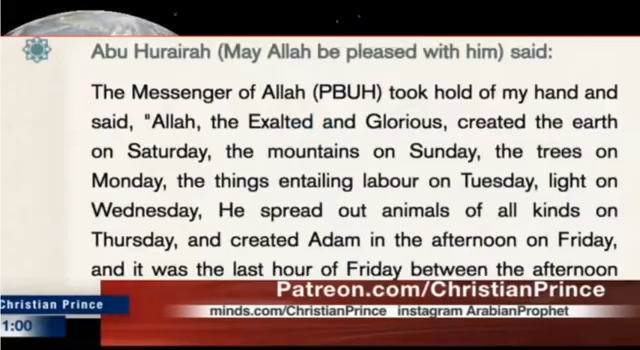 Abu Hurairah (May Allah be pleased with him) said:
The Messenger of Allah (PBUH) took hold of my hand and
said, "Allah, the Exalted and Glorious, created the earth
on Saturday, the mountains on Sunday, the trees on
Monday, the things entailing labour on Tuesday, light on
Wednesday, He spread out animals of all kinds on
Thursday, and created Adam in the afternoon on Friday,
and it was the last hour of Friday between the afternoon
Patreon.com/ChristianPrince
Christian Prince
minds.com/ChristianPrince instagram ArabianProphet
1:00